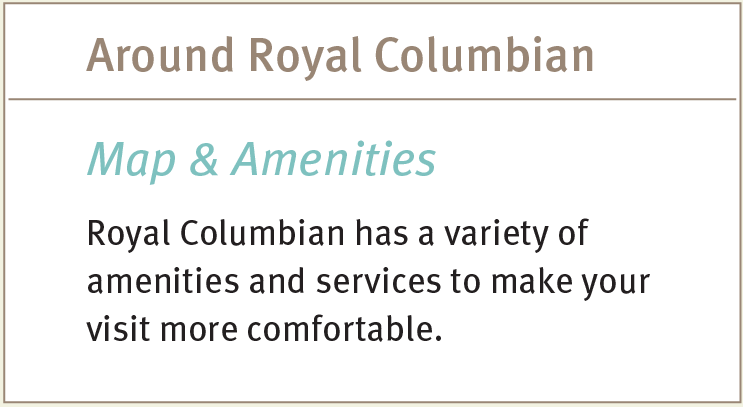 Around Royal Columbian
Map & Amenities
Royal Columbian has a variety of
amenities and services to make your
visit more comfortable.